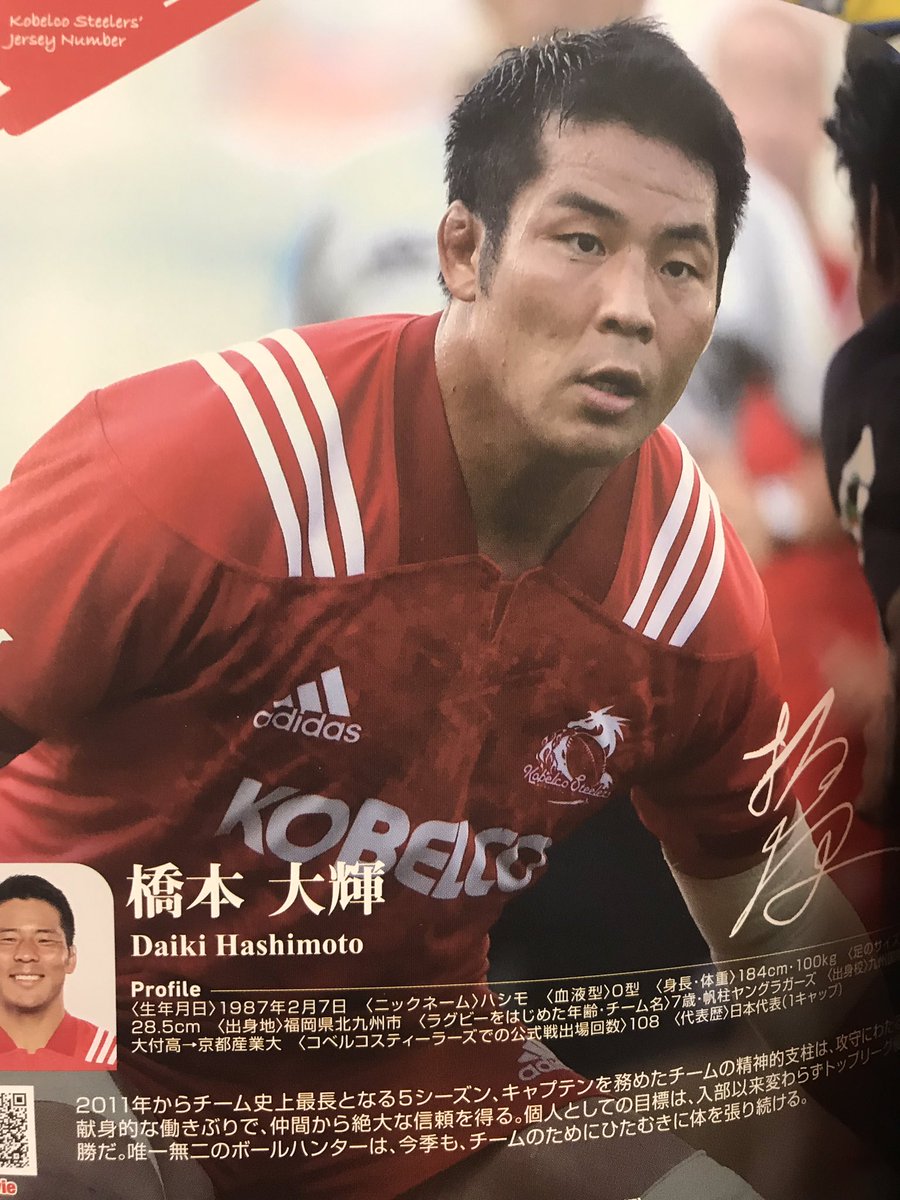 Kobelco Steelers'
Jersey Number
adidas
Kobelco Steelers
KOBELCO
橋本 大輝
Daiki Hashimoto
Profile
〈生年月日〉1987年2月7日 〈ニックネーム〉ハシモ 〈血液型〉O型 〈身長・体重〉184cm・100kg 〈足のサイズ
28.5cm 〈出身地〉福岡県北九州市 〈ラグビーをはじめた年齢・チーム名〉7歳・帆柱ヤングラガーズ 〈出身校〉九州国際
大付高→京都産業大 〈コベルコスティーラーズでの公式戦出場回数〉108 〈代表歴〉日本代表(1キャップ)
adidas
2011年からチーム史上最長となる5シーズン、キャプテンを務めたチームの精神的支柱は、攻守にわた
献身的な働きぶりで、仲間から絶大な信頼を得る。個人としての目標は、入部以来変わらずトップリーグ
勝だ。唯一無二のボールハンターは、今季も、チームのためにひたむきに体を張り続ける。